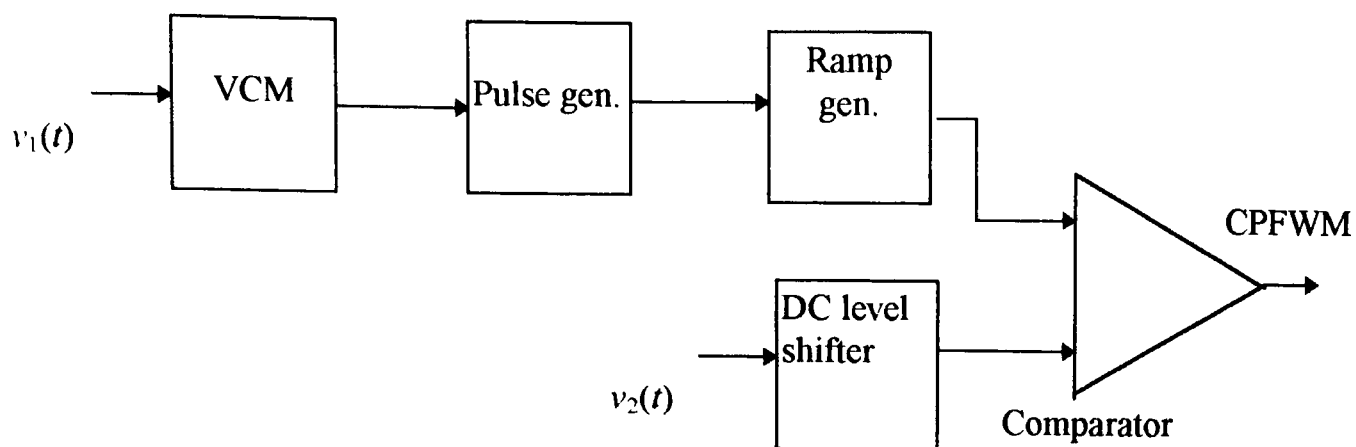 VCM
Pulse gen.
Ramp
gen.
v₁(t)
CPFWM
DC level
shifter
v₂(t)
Comparator